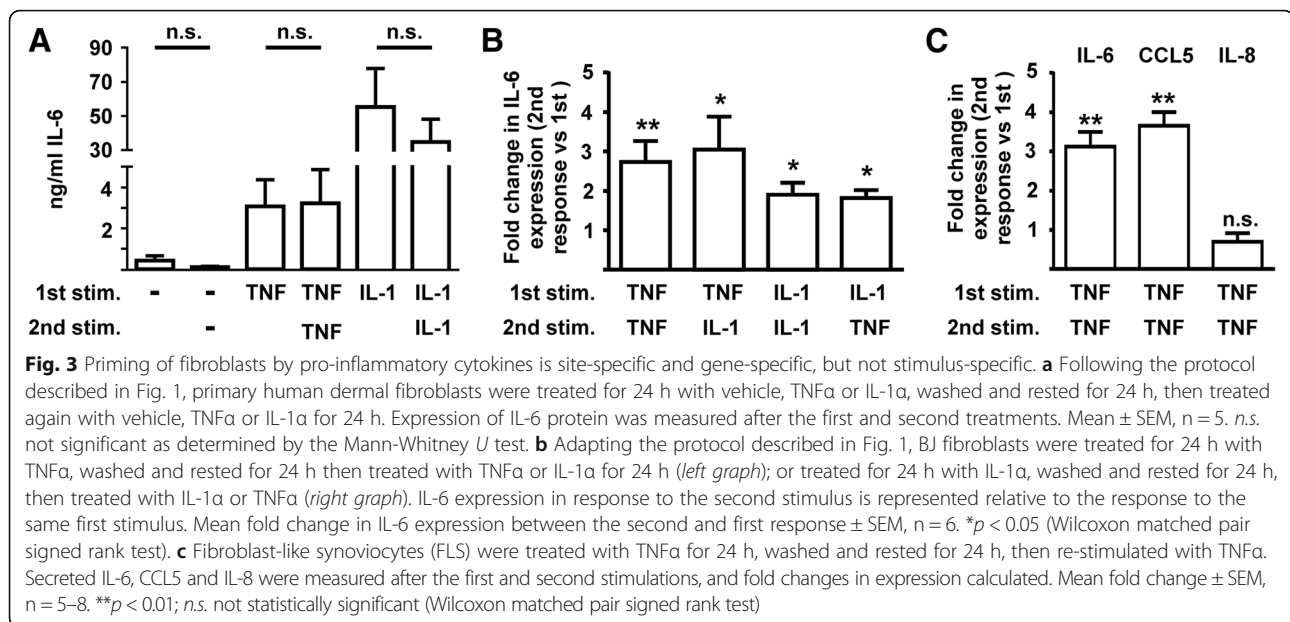 A
n.s. n.s. n.s.
90
70
50
30
4
2
ng/ml IL-6
1st stim. - - TNF TNF IL-1 IL-1
2nd stim. - TNF IL-1
B
Fold change in IL-6
expression (2nd
response vs 1st )
5
4
3
2
1
** * * *
1st stim. TNF TNF IL-1 IL-1
2nd stim. TNF IL-1 IL-1 TNF
C
IL-6 CCL5 IL-8
Fold change in
expression (2nd
response vs 1st)
5
4
3
2
1
** ** n.s.
1st stim. TNF TNF TNF
2nd stim. TNF TNF TNF
Fig. 3 Priming of fibroblasts by pro-inflammatory cytokines is site-specific and gene-specific, but not stimulus-specific. a Following the protocol
described in Fig. 1, primary human dermal fibroblasts were treated for 24 h with vehicle, TNFα or IL-1α, washed and rested for 24 h, then treated
again with vehicle, TNFα or IL-1α for 24 h. Expression of IL-6 protein was measured after the first and second treatments. Mean ± SEM, n = 5. n.s.
not significant as determined by the Mann-Whitney U test. b Adapting the protocol described in Fig. 1, BJ fibroblasts were treated for 24 h with
TNFα, washed and rested for 24 h then treated with TNFα or IL-1α for 24 h (left graph); or treated for 24 h with IL-1α, washed and rested for 24 h,
then treated with IL-1α or TNFα (right graph). IL-6 expression in response to the second stimulus is represented relative to the response to the
same first stimulus. Mean fold change in IL-6 expression between the second and first response ± SEM, n = 6. *p < 0.05 (Wilcoxon matched pair
signed rank test). c Fibroblast-like synoviocytes (FLS) were treated with TNFα for 24 h, washed and rested for 24 h, then re-stimulated with TNFα.
Secreted IL-6, CCL5 and IL-8 were measured after the first and second stimulations, and fold changes in expression calculated. Mean fold change ± SEM,
n = 5–8. **p < 0.01; n.s. not statistically significant (Wilcoxon matched pair signed rank test)